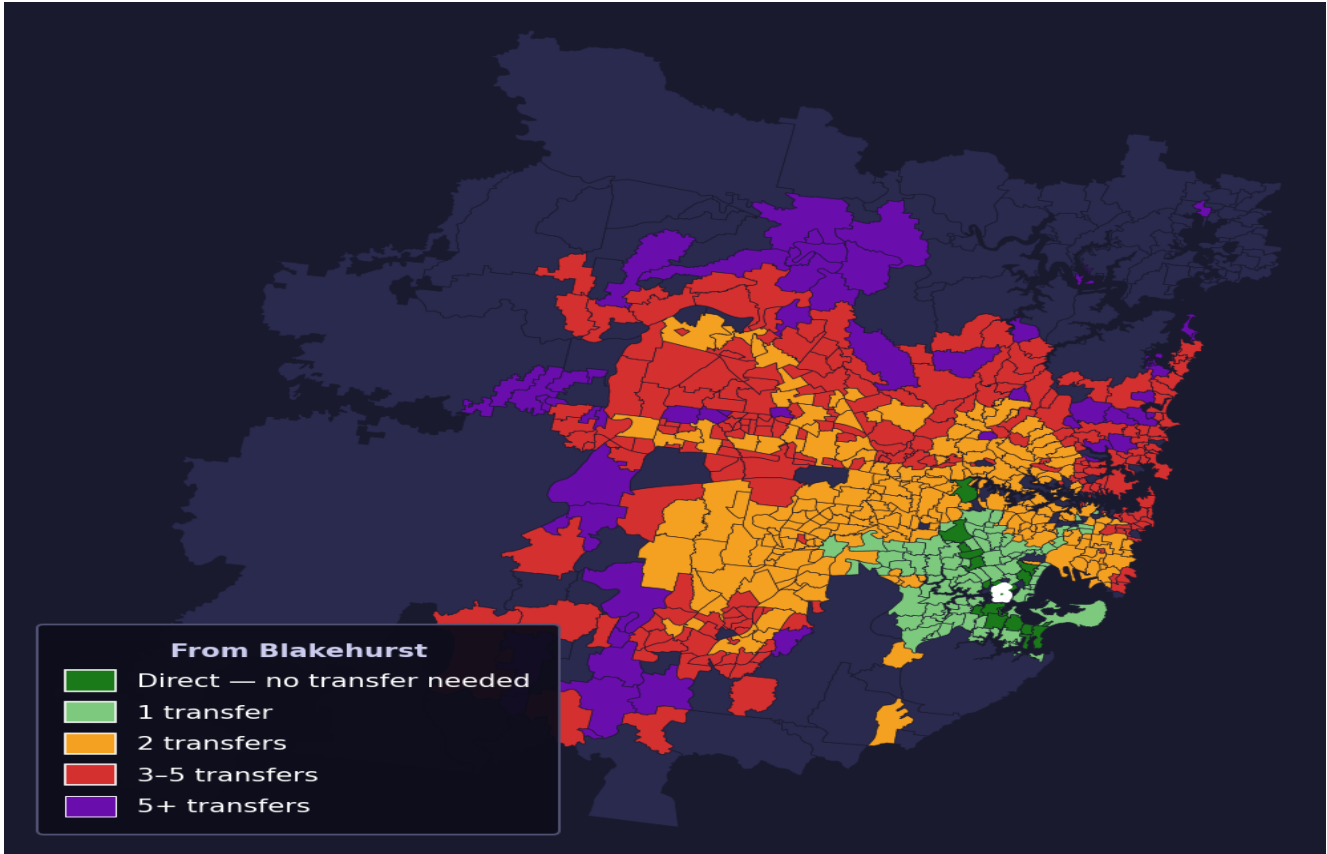 From Blakehurst
Direct — no transfer needed
1 transfer
2 transfers
3–5 transfers
5+ transfers